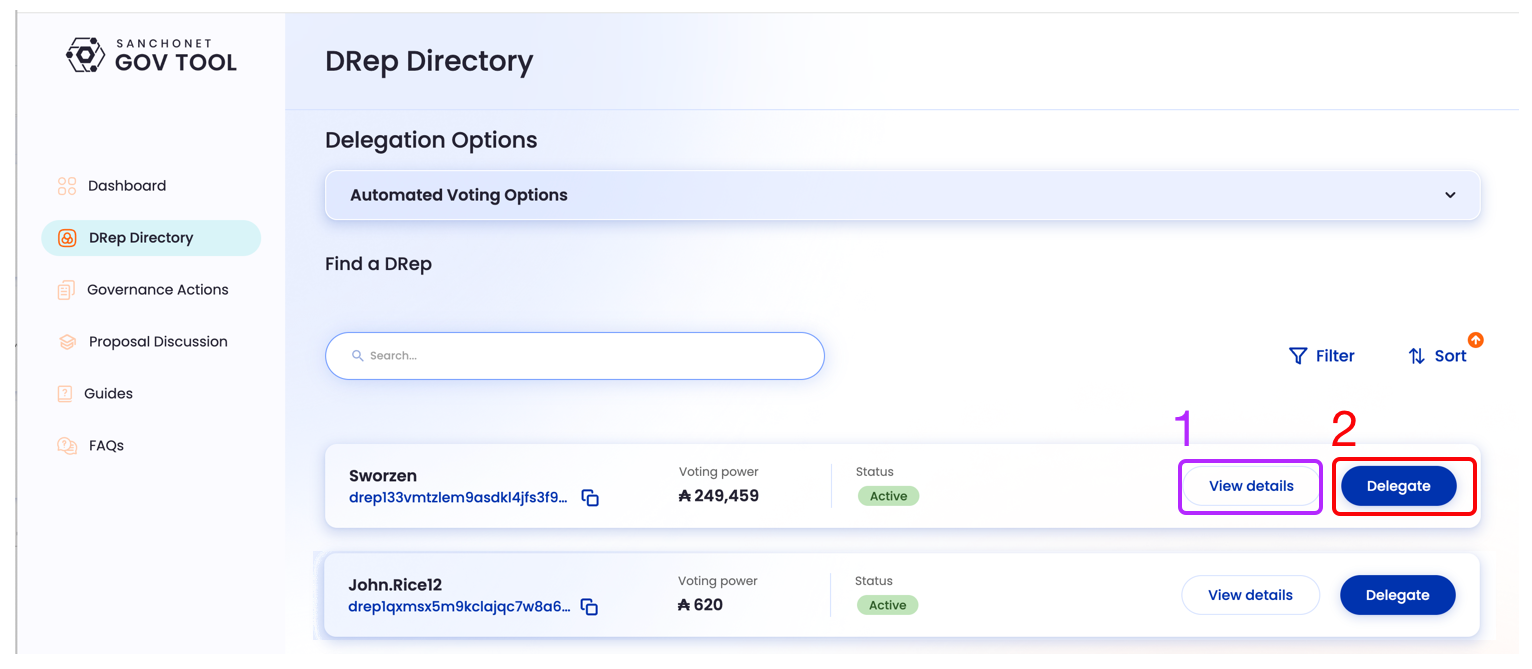 SANCHONET
GOV TOOL
Dashboard
DRep Directory
Governance Actions
Proposal Discussion
Guides
FAQs
DRep Directory
Delegation Options
Automated Voting Options
Find a DRep
Search...
Filter
Sort
1
2
Sworzen
drep133vmtzlem9asdkl4jfs3f9...
Voting power
₳ 249,459
Status
Active
View details
Delegate
John.Rice12
drep1qxmsx5m9kclajqc7w8a6...
Voting power
₳ 620
Status
Active
View details
Delegate